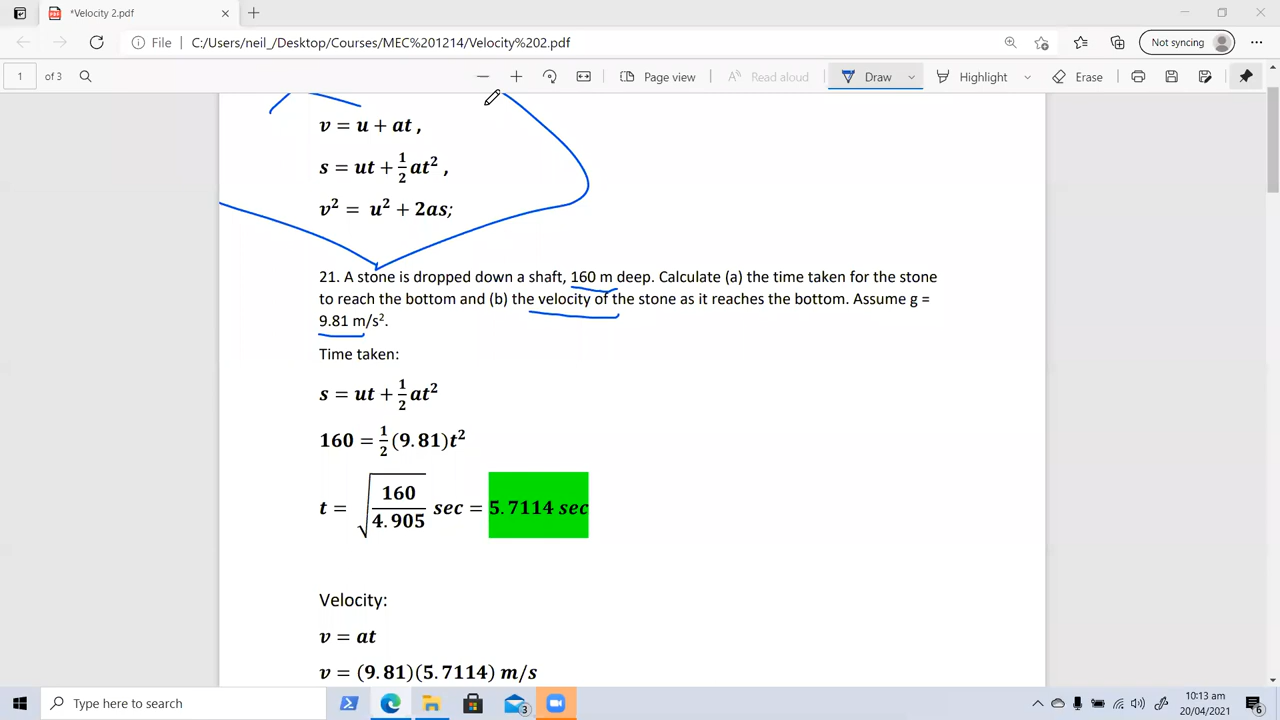 *Velocity 2.pdf
File | C:/Users/neil_/Desktop/Courses/MEC%201214/Velocity%202.pdf
Not syncing
1 of 3
Page view
Read aloud
Draw
Highlight
Erase
v = u + at ,
s = ut + 1/2 at² ,
v² = u² + 2as;
21. A stone is dropped down a shaft, 160 m deep. Calculate (a) the time taken for the stone
to reach the bottom and (b) the velocity of the stone as it reaches the bottom. Assume g =
9.81 m/s².
Time taken:
s = ut + 1/2 at²
160 = 1/2 (9.81)t²
t = √(160/4.905) sec = 5.7114 sec
Velocity:
v = at
v = (9.81)(5.7114) m/s
Type here to search
3
10:13 am
20/04/2021
6